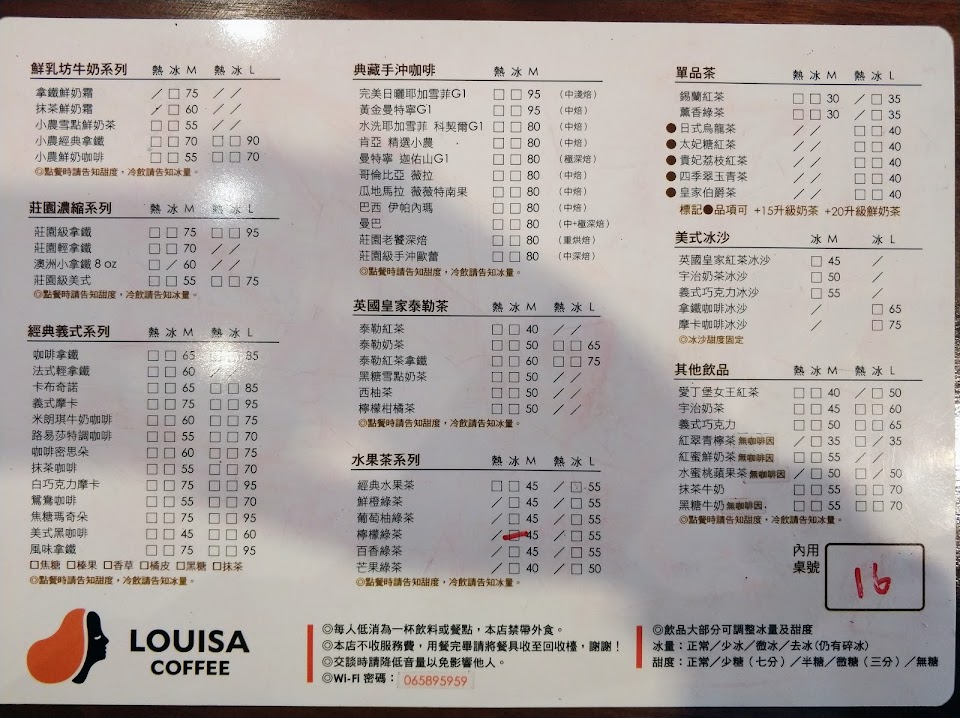 鮮乳坊牛奶系列 熱 冰 M 熱 冰 L
拿鐵鮮奶霜 ／ □ 75 ／ ／
抹茶鮮奶霜 ／ □ 60 ／ ／
小農雪點鮮奶茶 □ □ 55 ／ ／
小農經典拿鐵 □ □ 70 □ □ 90
小農鮮奶咖啡 □ □ 55 □ □ 70
◎點餐時請告知甜度，冷飲請告知冰量。
莊園濃縮系列 熱 冰 M 熱 冰 L
莊園級拿鐵 □ □ 75 □ □ 95
莊園輕拿鐵 □ □ 70 ／ ／
澳洲小拿鐵 8 oz □ ／ 60 ／ ／
莊園級美式 □ □ 55 □ □ 75
◎點餐時請告知甜度，冷飲請告知冰量。
經典義式系列 熱 冰 M 熱 冰 L
咖啡拿鐵 □ □ 65 □ □ 85
法式輕拿鐵 □ □ 60 ／ ／
卡布奇諾 □ □ 65 □ □ 85
義式摩卡 □ □ 75 □ □ 95
米朗琪牛奶咖啡 □ □ 60 □ □ 75
路易莎特調咖啡 □ □ 55 □ □ 70
咖啡密思朵 □ □ 60 □ □ 75
抹茶咖啡 □ □ 55 □ □ 70
白巧克力摩卡 □ □ 75 □ □ 95
鴛鴦咖啡 □ □ 55 □ □ 70
焦糖瑪奇朵 □ □ 75 □ □ 95
美式黑咖啡 □ □ 45 □ □ 60
風味拿鐵 □ □ 75 □ □ 95
□焦糖 □榛果 □香草 □橘皮 □黑糖 □抹茶
◎點餐時請告知甜度，冷飲請告知冰量。
典藏手沖咖啡 熱 冰 M
完美日曬耶加雪菲G1 □ □ 95 （中淺焙）
黃金曼特寧G1 □ □ 95 （中焙）
水洗耶加雪菲 科契爾G1 □ □ 80 （中焙）
肯亞 精選小農 □ □ 80 （中焙）
曼特寧 迦佑山G1 □ □ 80 （極深焙）
哥倫比亞 薇拉 □ □ 80 （中焙）
瓜地馬拉 薇薇特南果 □ □ 80 （中焙）
巴西 伊帕內瑪 □ □ 80 （中焙）
曼巴 □ □ 80 （中+極深焙）
莊園老饕深焙 □ □ 80 （重烘焙）
莊園級手沖歐蕾 □ □ 80 （中深焙）
◎點餐時請告知甜度，冷飲請告知冰量。
英國皇家泰勒茶 熱 冰 M 熱 冰 L
泰勒紅茶 □ □ 40 ／ ／
泰勒奶茶 □ □ 50 □ □ 65
泰勒紅茶拿鐵 □ □ 60 □ □ 75
黑糖雪點奶茶 □ □ 50 ／ ／
西柚茶 □ □ 50 ／ ／
檸檬柑橘茶 □ □ 50 ／ ／
◎點餐時請告知甜度，冷飲請告知冰量。
水果茶系列 熱 冰 M 熱 冰 L
經典水果茶 □ □ 45 ／ □ 55
鮮橙綠茶 ／ □ 45 ／ □ 55
葡萄柚綠茶 ／ □ 45 ／ □ 55
檸檬綠茶 ／ 45 ／ □ 55
百香綠茶 ／ □ 45 ／ □ 55
芒果綠茶 ／ □ 40 ／ □ 50
◎點餐時請告知甜度，冷飲請告知冰量。
單品茶 熱 冰 M 熱 冰 L
錫蘭紅茶 □ □ 30 ／ □ 35
薰香綠茶 □ □ 30 ／ □ 35
●日式烏龍茶 ／ ／ □ □ 40
●太妃糖紅茶 ／ ／ □ □ 40
●貴妃荔枝紅茶 ／ ／ □ □ 40
●四季翠玉青茶 ／ ／ □ □ 40
●皇家伯爵茶 ／ ／ □ □ 40
標記●品項可 +15升級奶茶 +20升級鮮奶茶
美式冰沙 冰 M 冰 L
英國皇家紅茶冰沙 □ 45 ／
宇治奶茶冰沙 □ 50 ／
義式巧克力冰沙 □ 55 ／
拿鐵咖啡冰沙 ／ □ 65
摩卡咖啡冰沙 ／ □ 75
◎冰沙甜度固定
其他飲品 熱 冰 M 熱 冰 L
愛丁堡女王紅茶 □ □ 40 ／ □ 50
宇治奶茶 □ □ 45 □ □ 60
義式巧克力 □ □ 50 □ □ 65
紅翠青檸茶 無咖啡因 ／ □ 35 □ ／ 35
紅蜜鮮奶茶 無咖啡因 □ □ 55 ／ ／
水蜜桃蘋果茶 無咖啡因 ／ □ 50 ／ □ 50
抹茶牛奶 □ □ 55 □ □ 70
黑糖牛奶 無咖啡因 □ □ 55 □ □ 70
◎點餐時請告知甜度，冷飲請告知冰量。
內用
桌號
16
LOUISA
COFFEE
◎每人低消為一杯飲料或餐點，本店禁帶外食。
◎本店不收服務費，用餐完畢請將餐具收至回收檯，謝謝！
◎交談時請降低音量以免影響他人。
◎Wi-Fi 密碼： 065895959
◎飲品大部分可調整冰量及甜度
冰量：正常／少冰／微冰／去冰(仍有碎冰)
甜度：正常／少糖（七分）／半糖／微糖（三分）／無糖